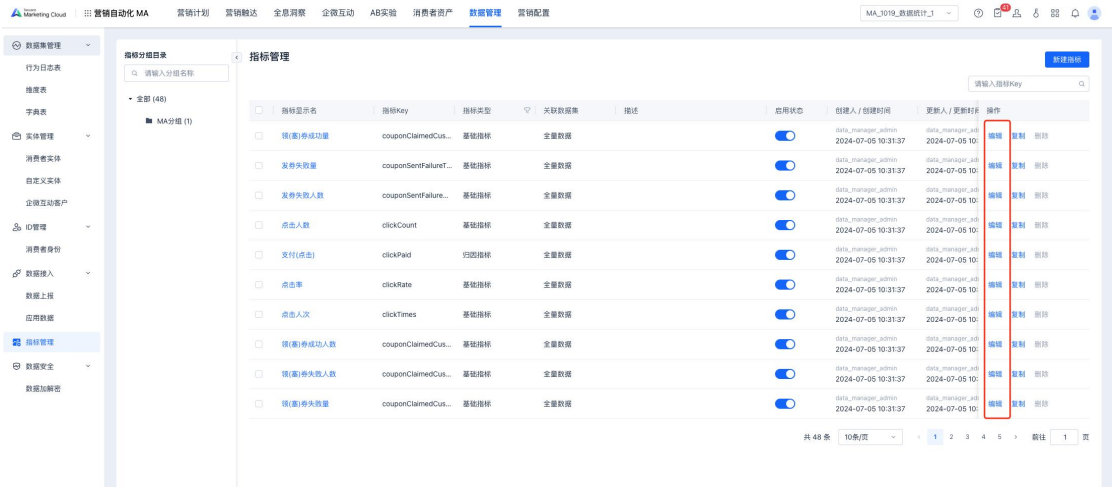 Tencent
Marketing Cloud
营销自动化 MA
营销计划 营销触达 全息洞察 企微互动 AB实验 消费者资产 数据管理 营销配置
MA_1019_数据统计_1
41
数据集管理
行为日志表
维度表
字典表
实体管理
消费者实体
自定义实体
企微互动客户
ID管理
消费者身份
数据接入
数据上报
应用数据
指标管理
数据安全
数据加解密
指标分组目录
请输入分组名称
全部 (48)
MA分组 (1)
指标管理
新建指标
请输入指标Key
指标显示名 指标Key 指标类型 关联数据集 描述 启用状态 创建人 / 创建时间 更新人 / 更新时间 操作
领(塞)券成功量 couponClaimedCus... 基础指标 全量数据 data_manager_admin data_manager_ad 编辑 复制 删除
2024-07-05 10:31:37 2024-07-05 10:
发券失败量 couponSentFailureT... 基础指标 全量数据 data_manager_admin data_manager_ad 编辑 复制 删除
2024-07-05 10:31:37 2024-07-05 10:
发券失败人数 couponSentFailure... 基础指标 全量数据 data_manager_admin data_manager_ad 编辑 复制 删除
2024-07-05 10:31:37 2024-07-05 10:
点击人数 clickCount 基础指标 全量数据 data_manager_admin data_manager_ad 编辑 复制 删除
2024-07-05 10:31:37 2024-07-05 10:
支付(点击) clickPaid 归因指标 全量数据 data_manager_admin data_manager_ad 编辑 复制 删除
2024-07-05 10:31:37 2024-07-05 10:
点击率 clickRate 基础指标 全量数据 data_manager_admin data_manager_ad 编辑 复制 删除
2024-07-05 10:31:37 2024-07-05 10:
点击人次 clickTimes 基础指标 全量数据 data_manager_admin data_manager_ad 编辑 复制 删除
2024-07-05 10:31:37 2024-07-05 10:
领(塞)券成功人数 couponClaimedCus... 基础指标 全量数据 data_manager_admin data_manager_ad 编辑 复制 删除
2024-07-05 10:31:37 2024-07-05 10:
领(塞)券失败人数 couponClaimedCus... 基础指标 全量数据 data_manager_admin data_manager_ad 编辑 复制 删除
2024-07-05 10:31:37 2024-07-05 10:
领(塞)券失败量 couponClaimedCus... 基础指标 全量数据 data_manager_admin data_manager_ad 编辑 复制 删除
2024-07-05 10:31:37 2024-07-05 10:
共 48 条 10条/页 1 2 3 4 5 前往 1 页